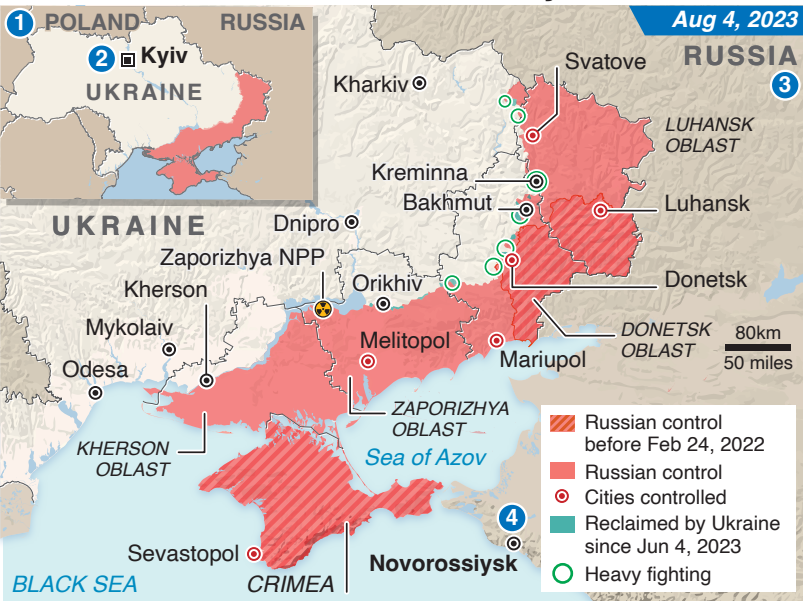 Aug 4, 2023
1
POLAND
RUSSIA
2
Kyiv
UKRAINE
RUSSIA
3
Svatove
Kharkiv
LUHANSK
OBLAST
Kreminna
Bakhmut
Luhansk
UKRAINE
Dnipro
Zaporizhya NPP
Donetsk
Kherson
Orikhiv
Mykolaiv
DONETSK
OBLAST
80km
50 miles
Melitopol
Mariupol
Odesa
ZAPORIZHYA
OBLAST
KHERSON
OBLAST
Sea of Azov
Russian control
before Feb 24, 2022
Russian control
Cities controlled
Reclaimed by Ukraine
since Jun 4, 2023
Heavy fighting
4
Novorossiysk
Sevastopol
BLACK SEA
CRIMEA